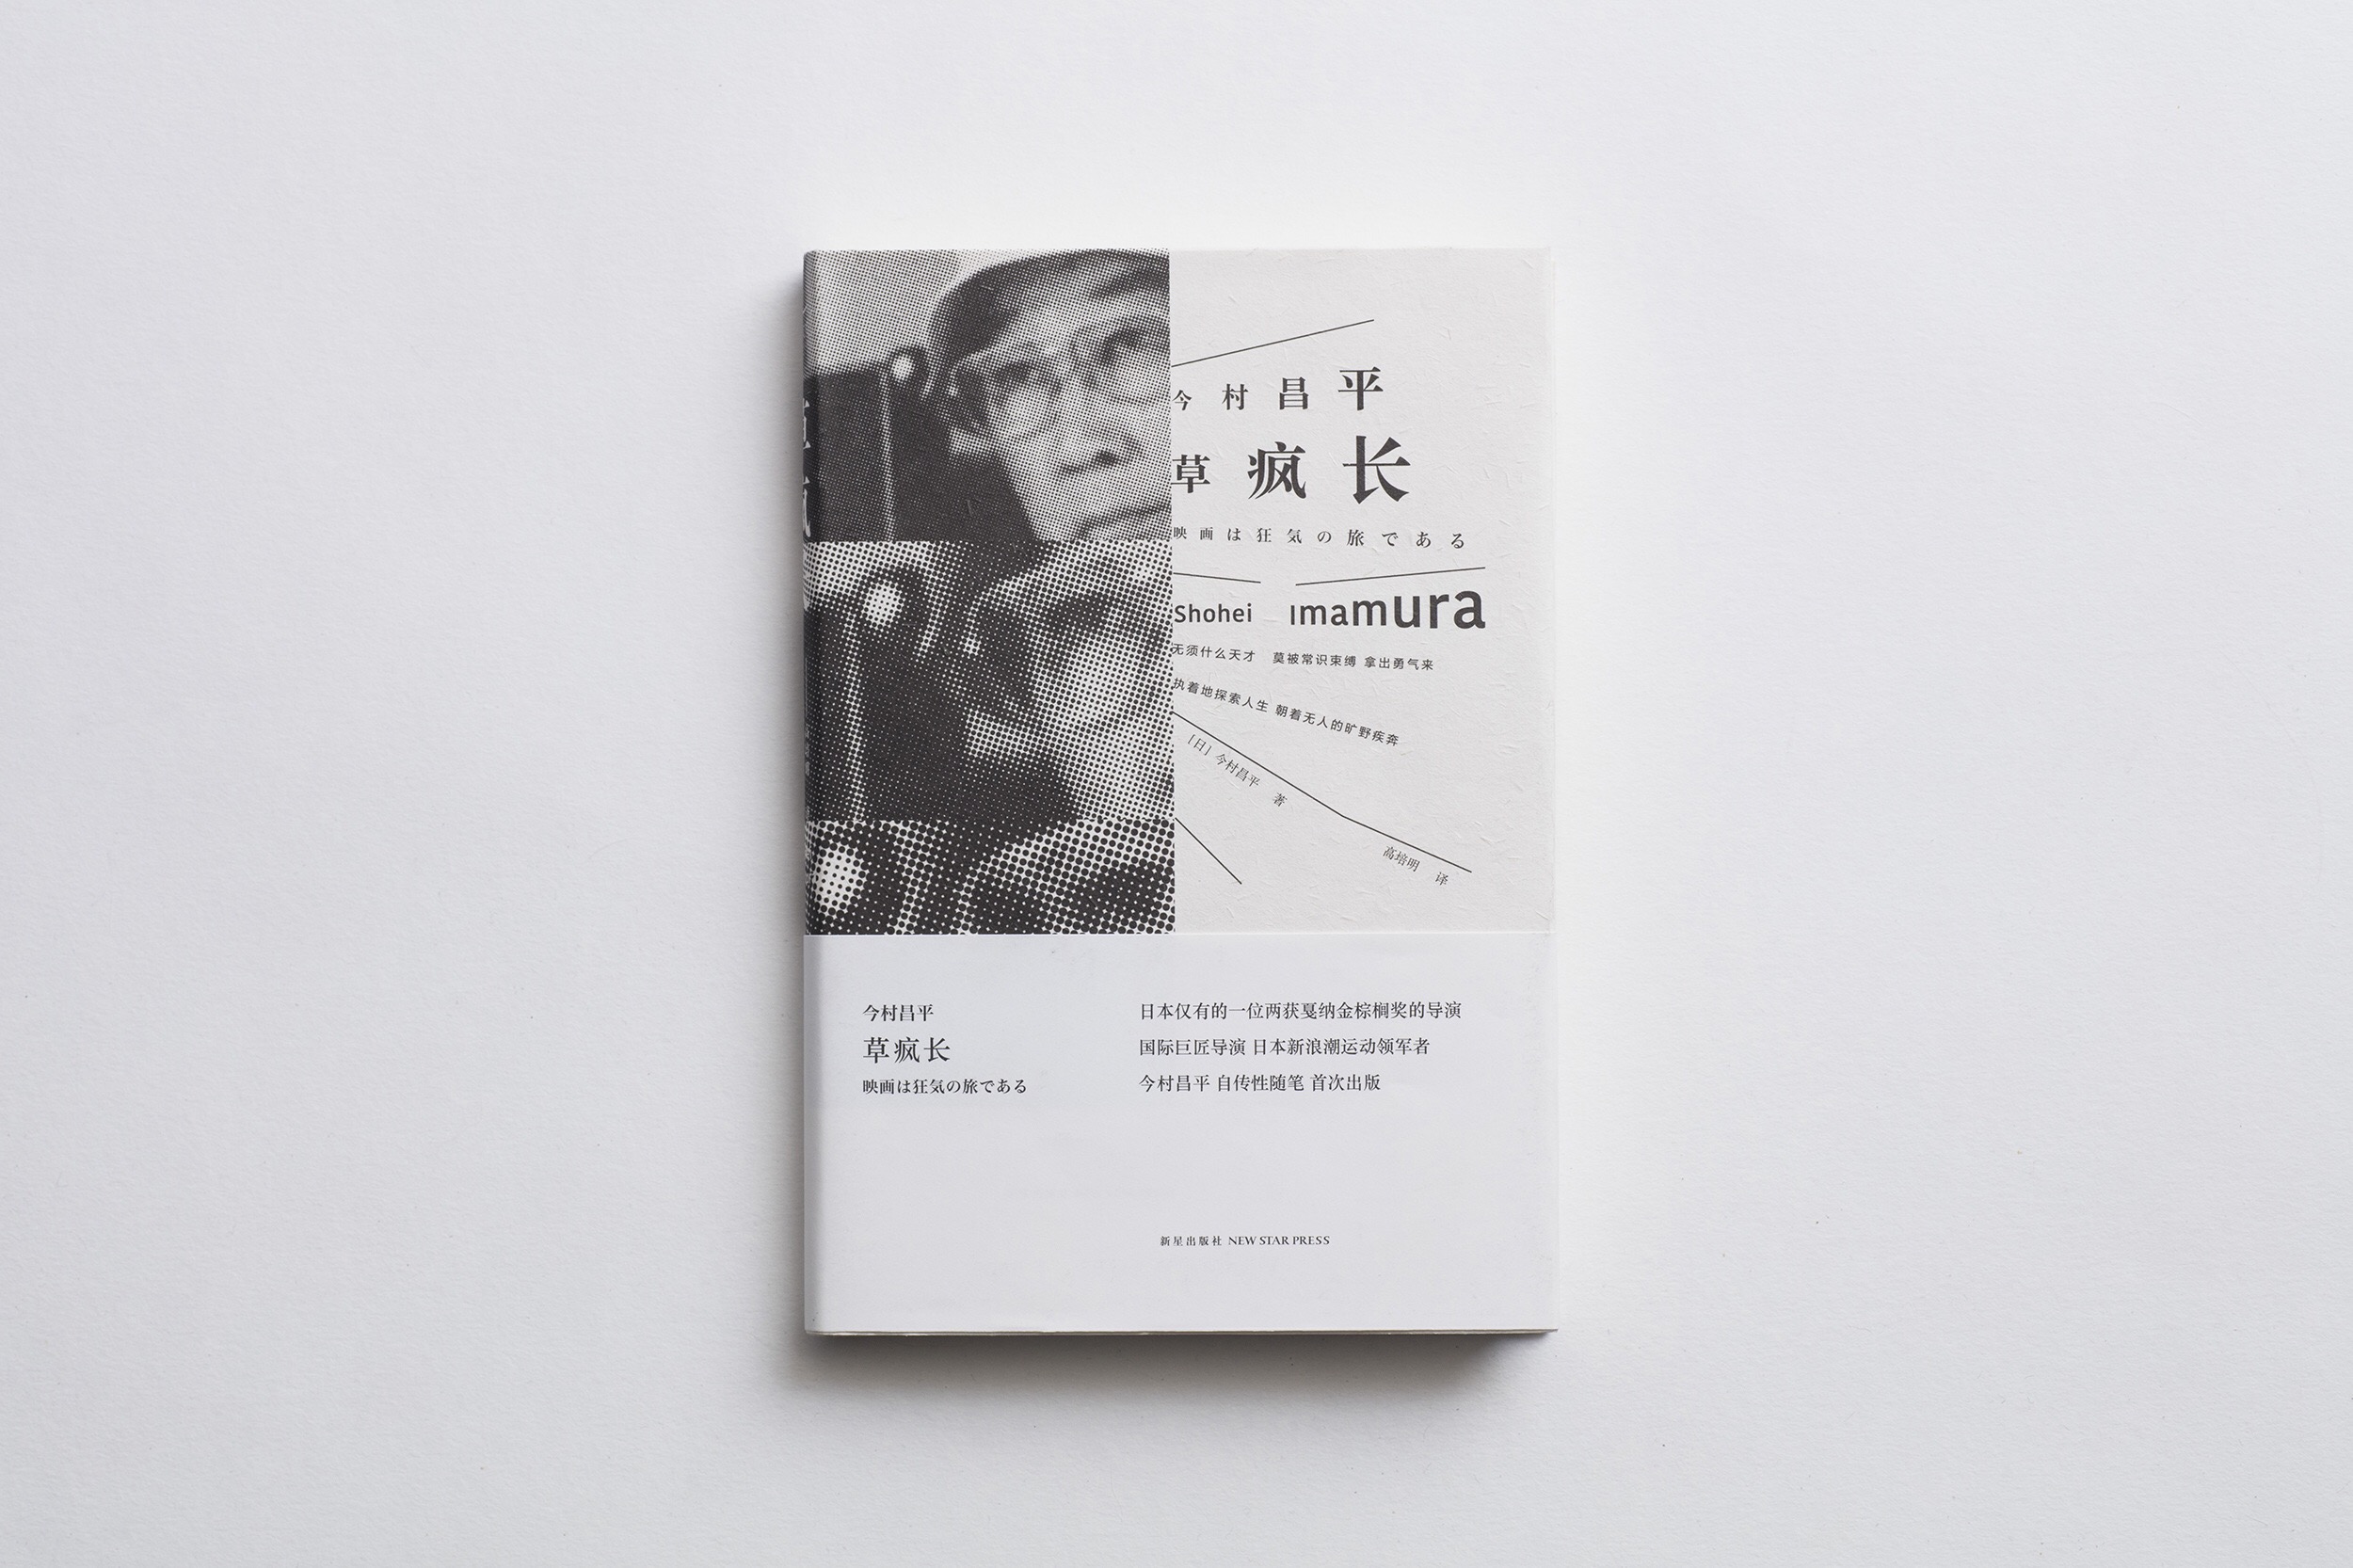 今村昌平
草疯长
映画は狂気の旅である
Shohei Imamura
无须什么天才 莫被常识束缚 拿出勇气来
执着地探索人生 朝着无人的旷野疾奔
[日] 今村昌平 著
高培明 译
今村昌平
草疯长
映画は狂気の旅である
日本仅有的一位两获戛纳金棕榈奖的导演
国际巨匠导演 日本新浪潮运动领军者
今村昌平 自传性随笔 首次出版
新星出版社 NEW STAR PRESS